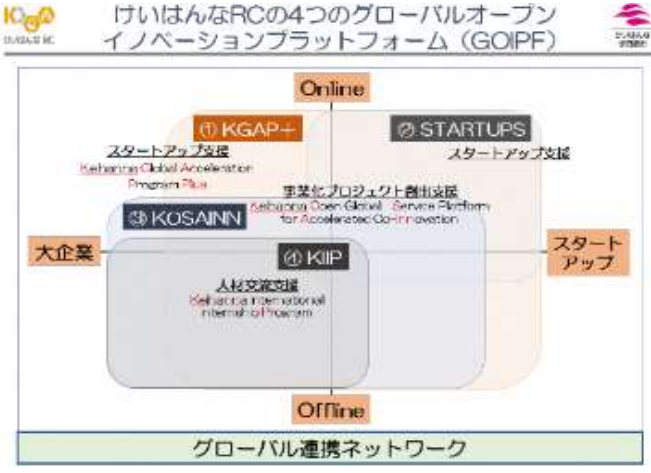 けいはんなRCの4つのグローバルオープン
イノベーションプラットフォーム（GOIPF）
Online
① KGAP+
スタートアップ支援
Keihanna Global Acceleration
Program Plus
② STARTUPS
スタートアップ支援
事業化プロジェクト創出支援
Keihanna Open Global Service Platform
for Accelerated Co-Innovation
③ KOSAINN
大企業
スタート
アップ
④ KIIP
人材交流支援
Keihanna International
Internship Program
Offline
グローバル連携ネットワーク